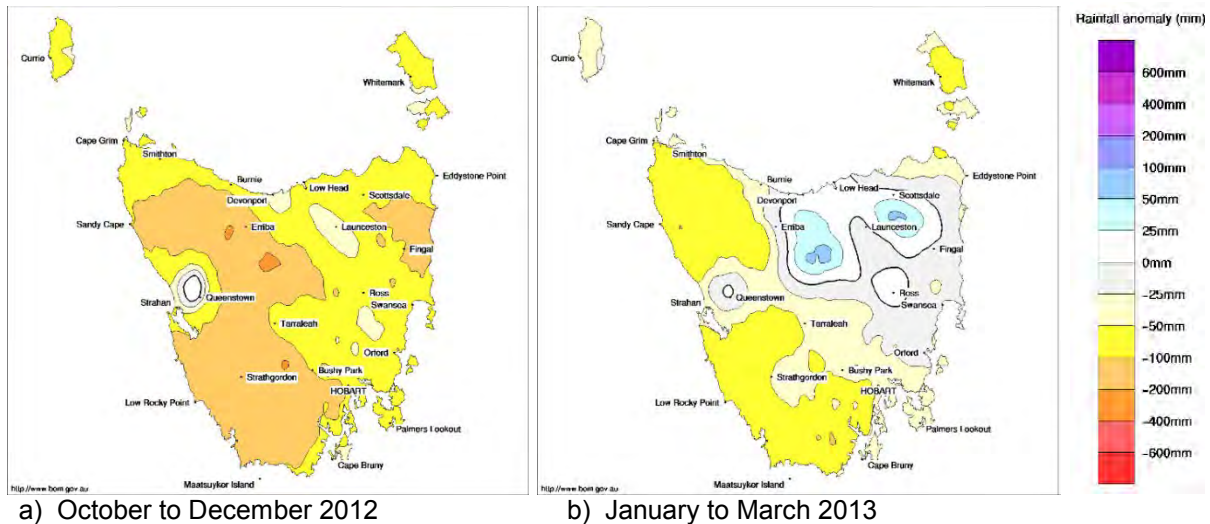 Currie
Whitemark
Cape Grim
Smithton
Burnie
Low Head
Eddystone Point
Devonport
Scottsdale
Sandy Cape
Erriba
Launceston
Fingal
Queenstown
Ross
Strahan
Swansea
Tarraleah
Orford
Bushy Park
Strathgordon
HOBART
Low Rocky Point
Palmers Lookout
Cape Bruny
Maatsuyker Island
http://www.bom.gov.au
a) October to December 2012
Currie
Whitemark
Cape Grim
Smithton
Burnie
Low Head
Eddystone Point
Devonport
Scottsdale
Sandy Cape
Erriba
Launceston
Fingal
Queenstown
Ross
Strahan
Swansea
Tarraleah
Orford
Bushy Park
Strathgordon
HOBART
Low Rocky Point
Palmers Lookout
Cape Bruny
Maatsuyker Island
http://www.bom.gov.au
b) January to March 2013
Rainfall anomaly (mm)
600mm
400mm
200mm
100mm
50mm
25mm
0mm
-25mm
-50mm
-100mm
-200mm
-400mm
-600mm